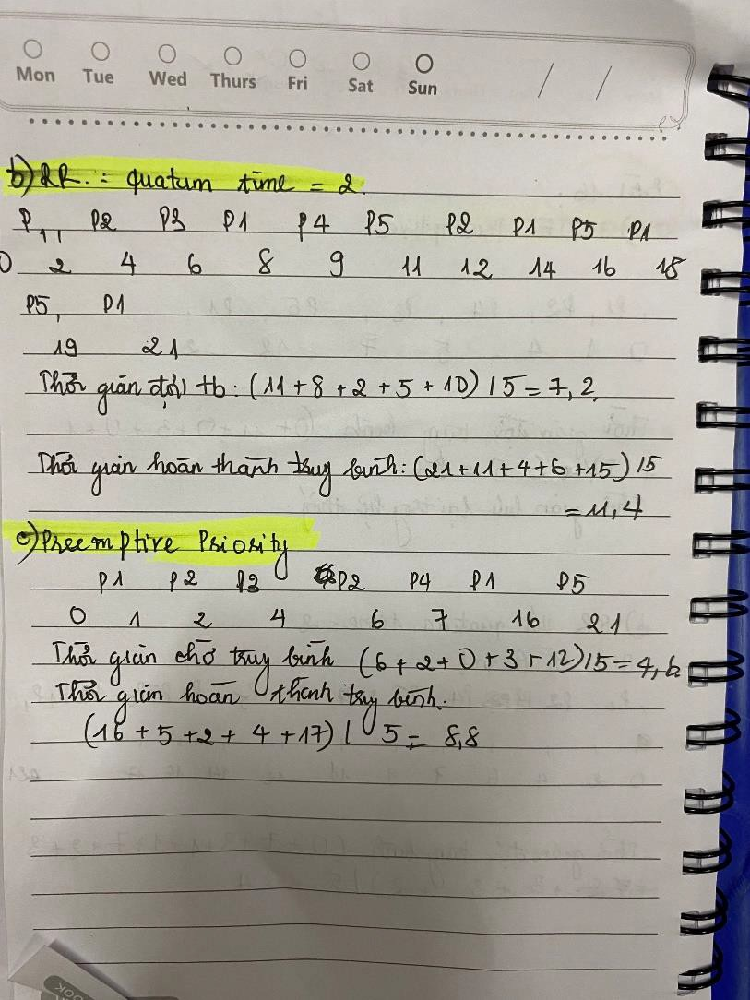 Mon Tue Wed Thurs Fri Sat Sun / /
b) RR. : quatum time = 2.
P1, P2 P3 P1 P4 P5 P2 P1 P5 P1
0 2 4 6 8 9 11 12 14 16 18
P5, P1
19 21
Thời gian đợi tb: (11 + 8 + 2 + 5 + 10) / 5 = 7,2.
Thời gian hoàn thành truy bình: (21+11+4+6+15) /5
= 11,4
c) Preemptive Priority
P1 P2 P3 P2 P4 P1 P5
0 1 2 4 6 7 16 21
Thời gian chờ truy bình (6 + 2 + 0 + 3 + 12) / 5 = 4,6
Thời gian hoàn thành truy bình.
(16 + 5 + 2 + 4 + 17) / 5 = 8,8